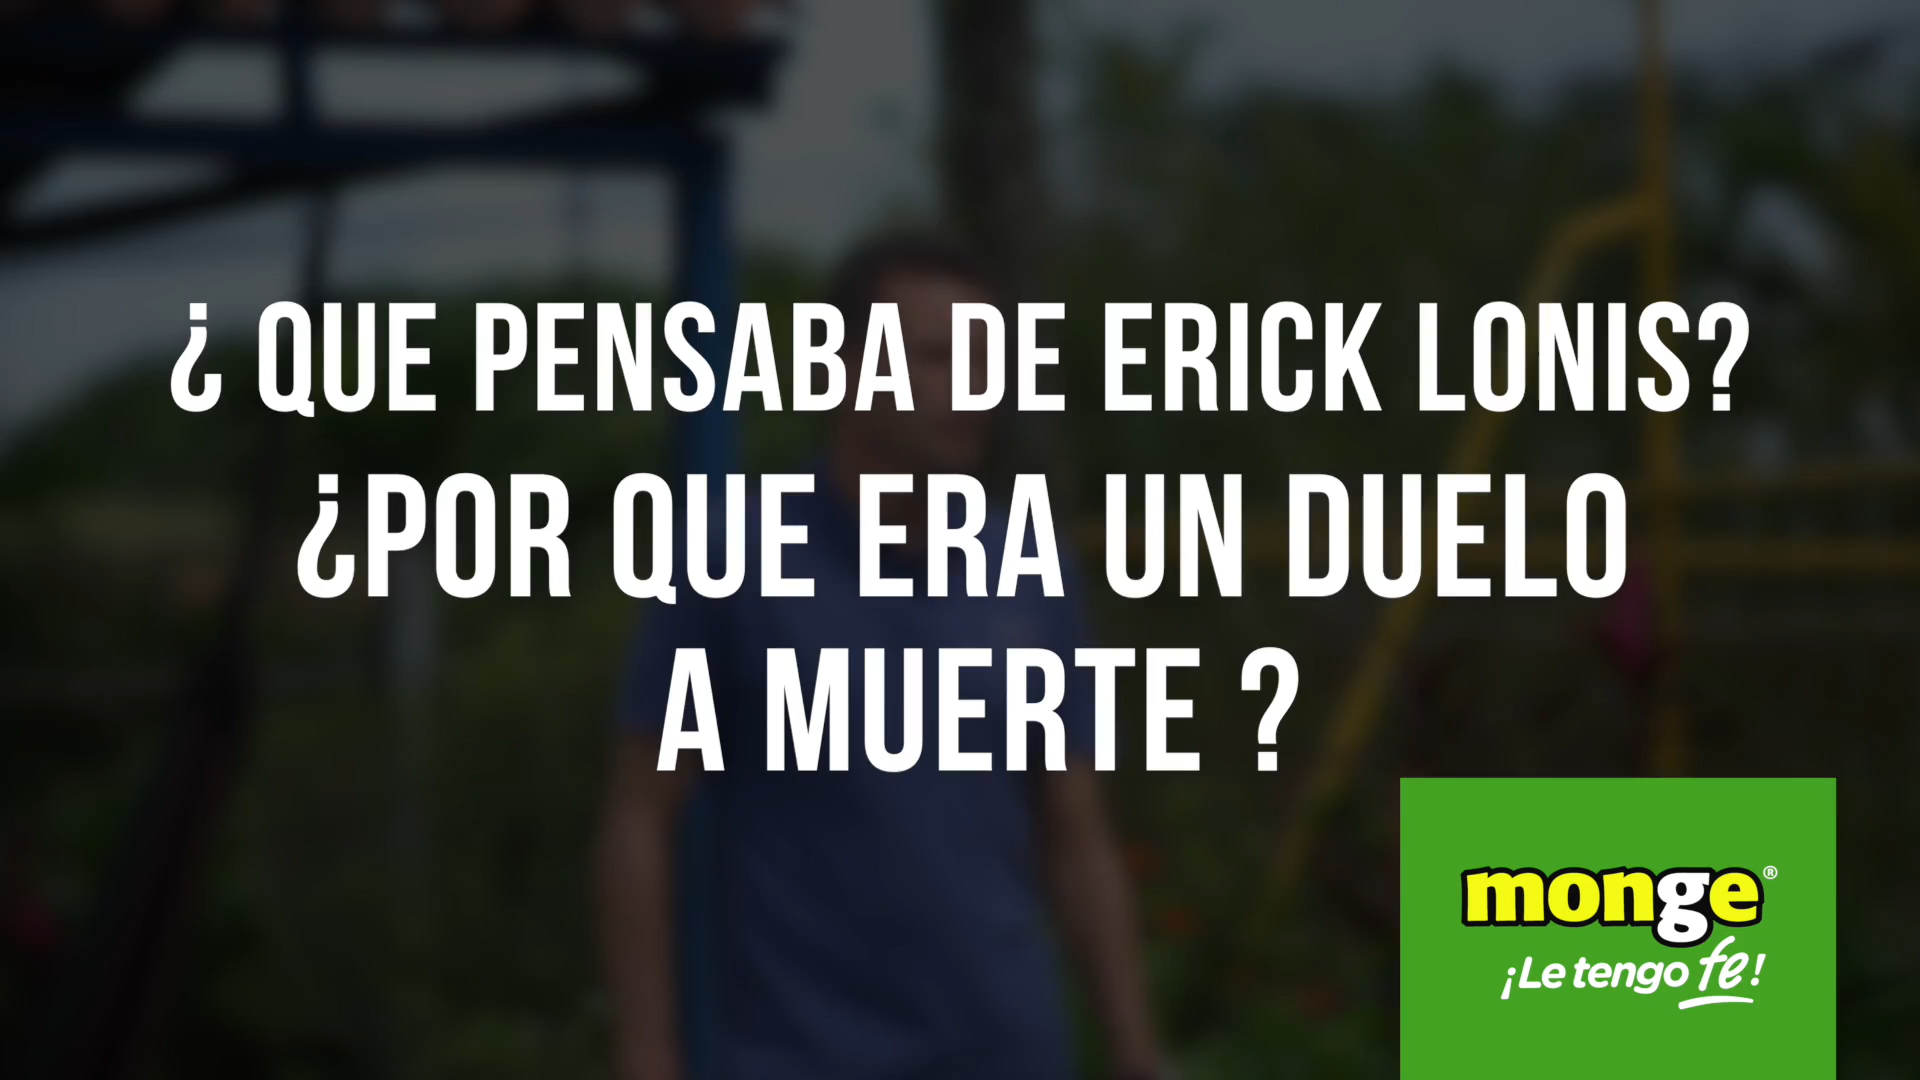 ¿ QUE PENSABA DE ERICK LONIS?
¿POR QUE ERA UN DUELO
A MUERTE ?
monge®
¡Le tengo fe!